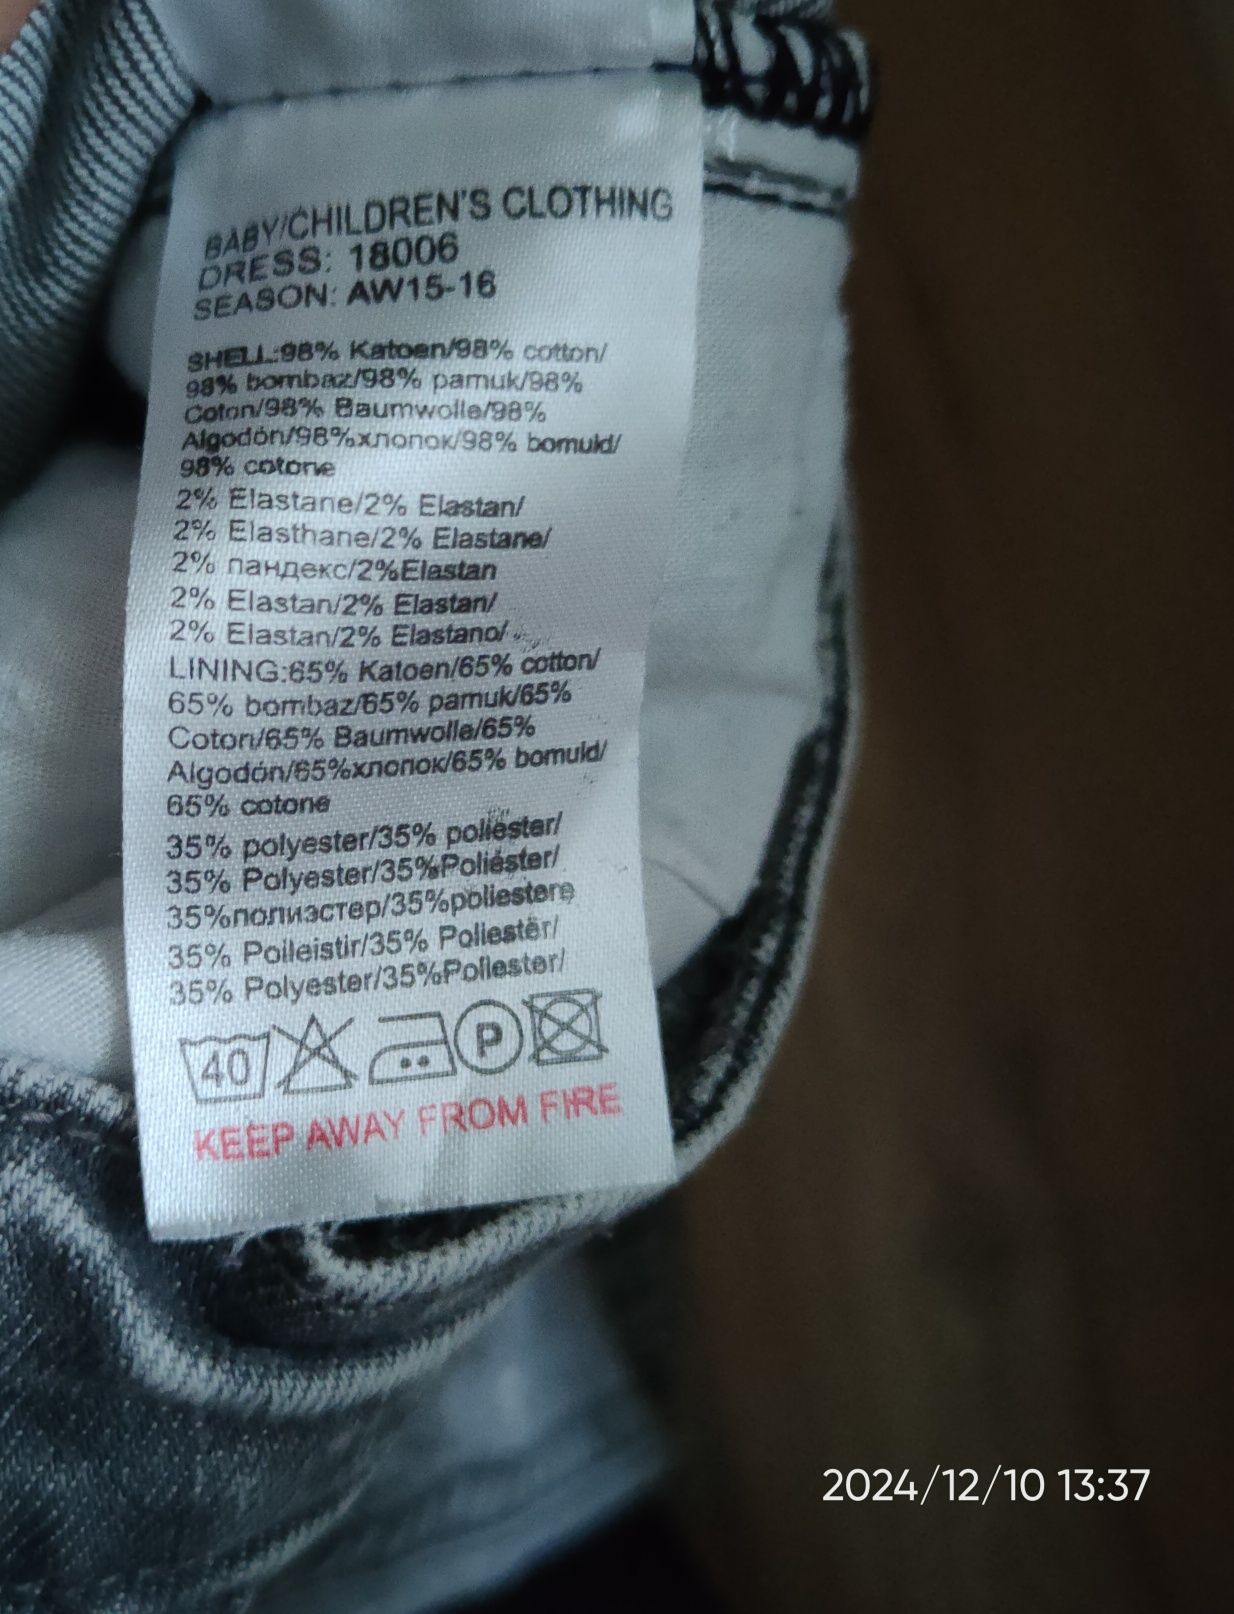 BABY/CHILDREN'S CLOTHING
DRESS: 18006
SEASON: AW15-16
SHELL:98% Katoen/98% cotton/
98% bombaz/98% pamuk/98%
Coton/98% Baumwolle/98%
Algodón/98%хлопок/98% bomuld/
98% cotone
2% Elastane/2% Elastan/
2% Elasthane/2% Elastane/
2% пандекс/2%Elastan
2% Elastan/2% Elastan/
2% Elastan/2% Elastano/
LINING:65% Katoen/65% cotton/
65% bombaz/65% pamuk/65%
Coton/65% Baumwolle/65%
Algodón/65%хлопок/65% bomuld/
65% cotone
35% polyester/35% poliëster/
35% Polyester/35%Poliéster/
35%полиэстер/35%poliestere
35% Poileistir/35% Poliestër/
35% Polyester/35%Poliester/
40 P
KEEP AWAY FROM FIRE
2024/12/10 13:37